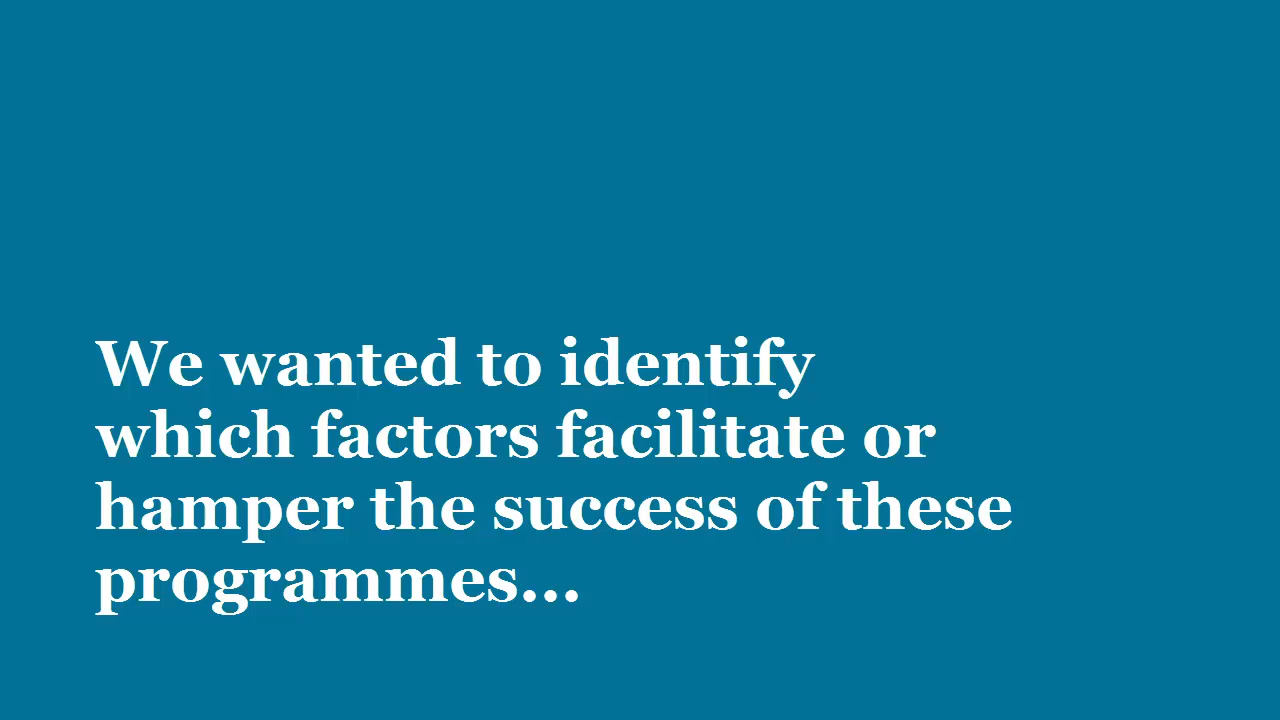 We wanted to identify
which factors facilitate or
hamper the success of these
programmes...